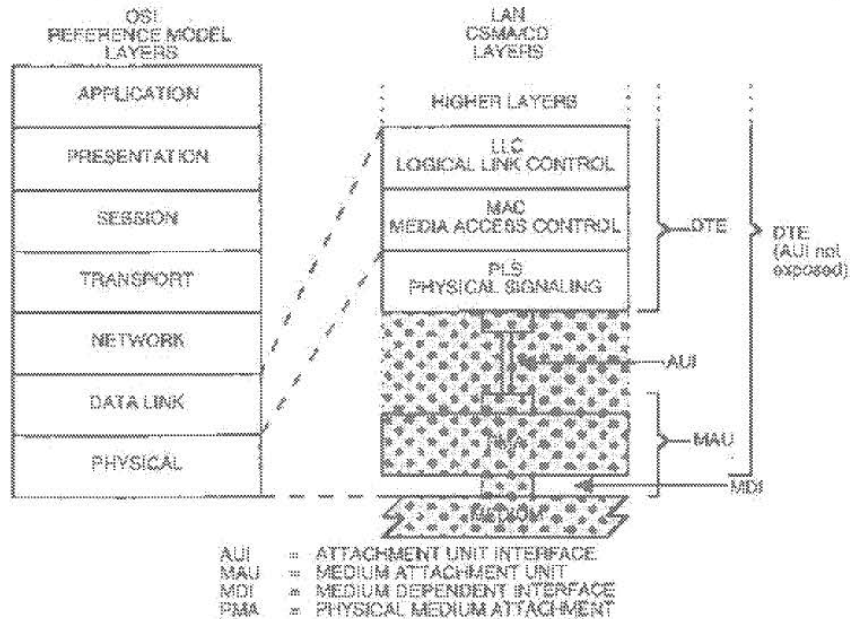 OSI
REFERENCE MODEL
LAYERS
APPLICATION
PRESENTATION
SESSION
TRANSPORT
NETWORK
DATA LINK
PHYSICAL
LAN
CSMA/CD
LAYERS
HIGHER LAYERS
LLC
LOGICAL LINK CONTROL
MAC
MEDIA ACCESS CONTROL
PLS
PHYSICAL SIGNALING
AUI
PMA
MDI
MEDIUM
DTE
MAU
DTE
(AUI not
exposed)
AUI = ATTACHMENT UNIT INTERFACE
MAU = MEDIUM ATTACHMENT UNIT
MDI = MEDIUM DEPENDENT INTERFACE
PMA = PHYSICAL MEDIUM ATTACHMENT